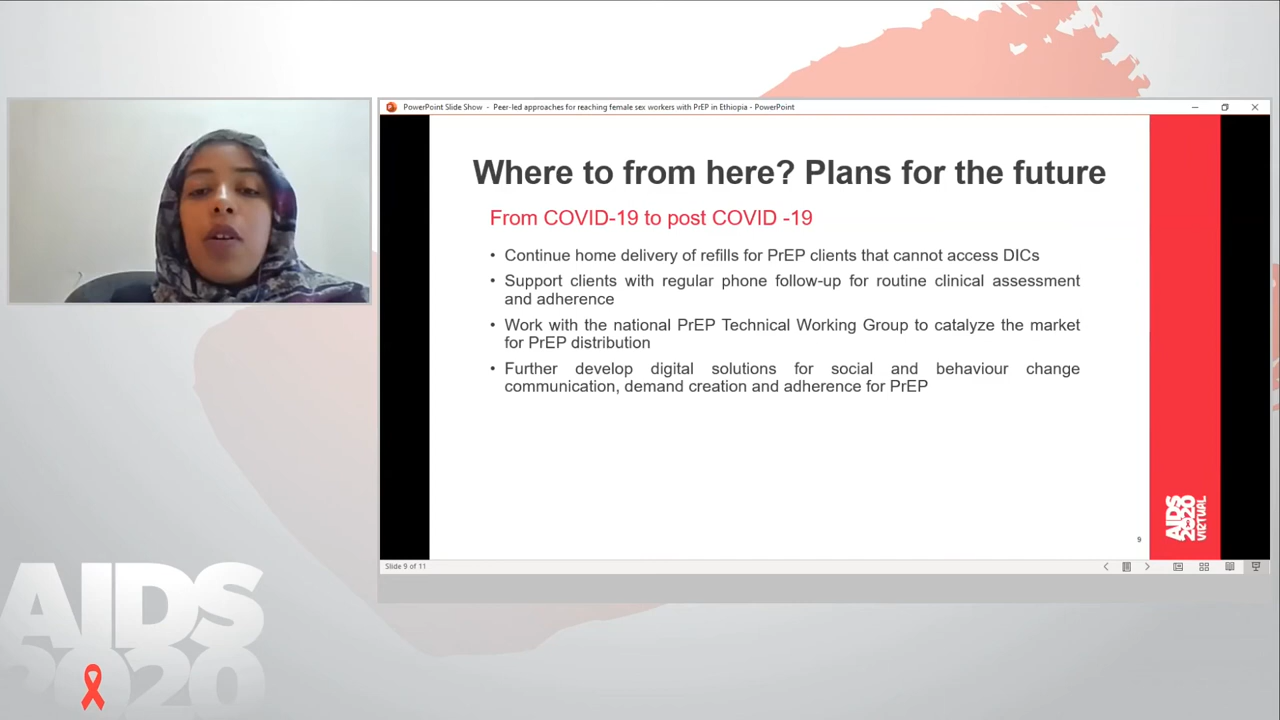 PowerPoint Slide Show - Peer-led approaches for reaching female sex workers with PrEP in Ethiopia - PowerPoint
Where to from here? Plans for the future
From COVID-19 to post COVID -19
• Continue home delivery of refills for PrEP clients that cannot access DICs
• Support clients with regular phone follow-up for routine clinical assessment
and adherence
• Work with the national PrEP Technical Working Group to catalyze the market
for PrEP distribution
• Further develop digital solutions for social and behaviour change
communication, demand creation and adherence for PrEP
AIDS
2020
VIRTUAL
9
Slide 9 of 11
AIDS
2020